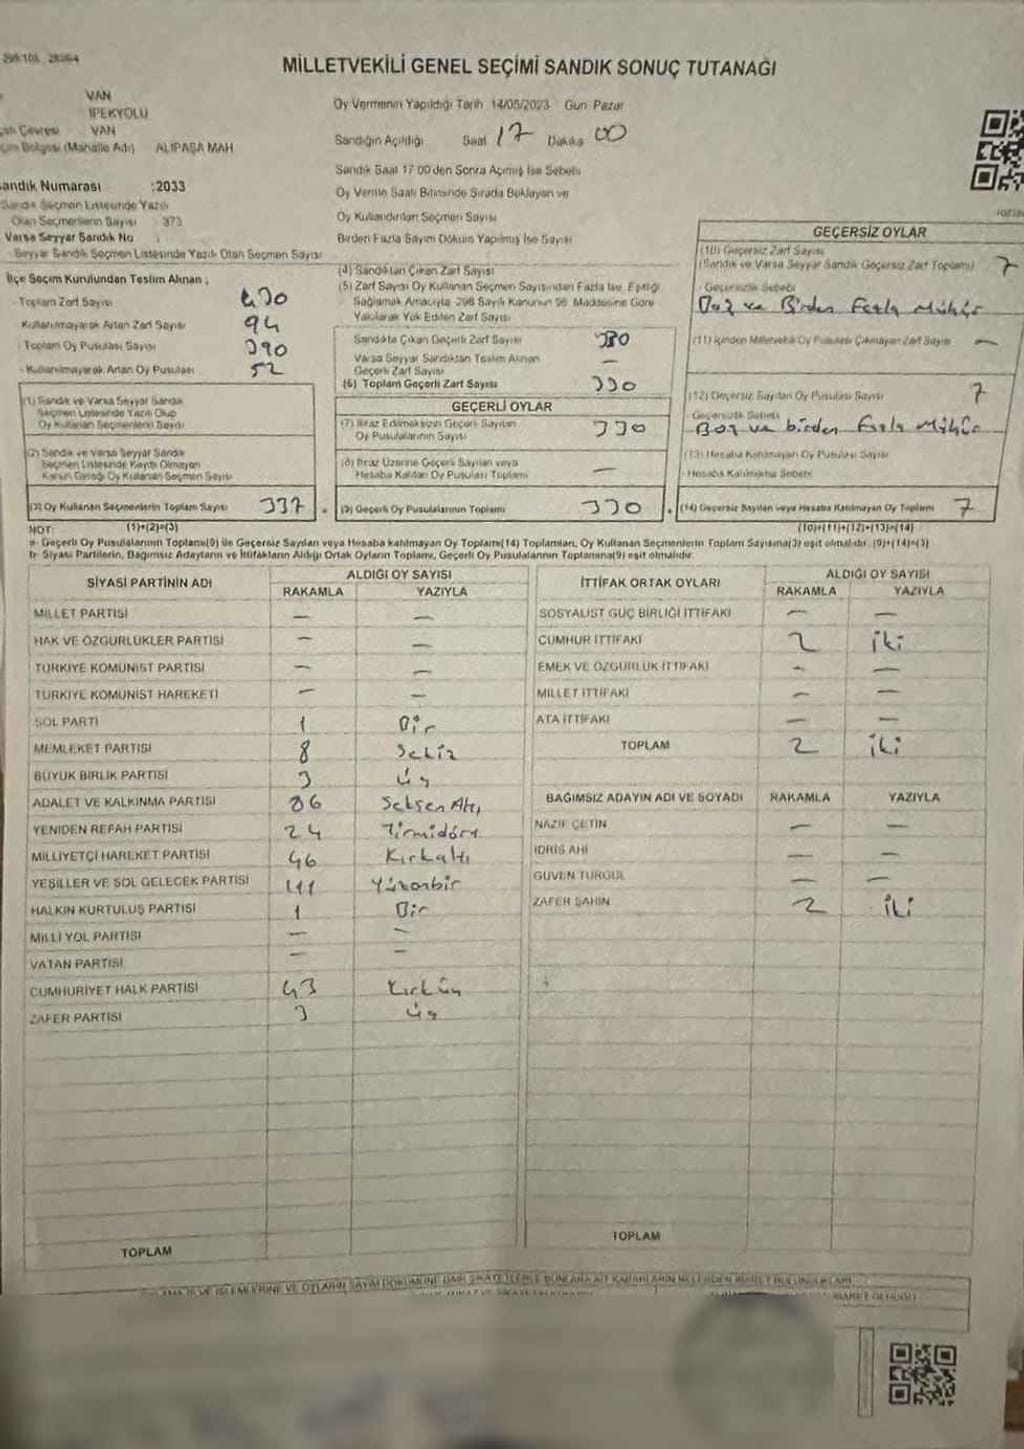 MİLLETVEKİLİ GENEL SEÇİMİ SANDIK SONUÇ TUTANAĞI
VAN
İPEKYOLU
VAN
(Mahalle Adı) ALİPAŞA MAH
Oy Vermenin Yapıldığı Tarih 14/05/2023 Gün Pazar
Sandığın Açıldığı Saat 17 Dakika 00
Sandık Saat 17.00'den Sonra Açımış İse Sebebi
Oy Verme Saati Bitiminde Sırada Bekleyen ve
Oy Kullandırılan Seçmen Sayısı
Birden Fazla Sayım Döküm Yapılmış İse Sayısı
Sandık Numarası :2033
Sandık Seçmen Listesinde Yazılı
Olan Seçmenlerin Sayısı 373
Varsa Seyyar Sandık No :
Seyyar Sandık Seçmen Listesinde Yazılı Olan Seçmen Sayısı
İlçe Seçim Kurulundan Teslim Alınan ;
- Toplam Zarf Sayısı 430
- Kullanılmayarak Artan Zarf Sayısı 94
- Toplam Oy Pusulası Sayısı 390
- Kullanılmayarak Artan Oy Pusulası 52
(1) Sandık ve Varsa Seyyar Sandık
Seçmen Listesinde Yazılı Olup
Oy Kullanan Seçmenlerin Sayısı
(2) Sandık ve Varsa Seyyar Sandık
Seçmen Listesinde Kaydı Olmayan
Kanun Gereği Oy Kullanan Seçmen Sayısı
(3) Oy Kullanan Seçmenlerin Toplam Sayısı 337
(1)+(2)=(3)
(4) Sandıktan Çıkan Zarf Sayısı
(5) Zarf Sayısı Oy Kullanan Seçmen Sayısından Fazla İse, Eşitliği
Sağlamak Amacıyla 298 Sayılı Kanunun 98. Maddesine Göre
Yakılarak Yok Edilen Zarf Sayısı
Sandıkta Çıkan Geçerli Zarf Sayısı 330
Varsa Seyyar Sandıktan Teslim Alınan
Geçerli Zarf Sayısı —
(6) Toplam Geçerli Zarf Sayısı 330
GEÇERLİ OYLAR
(7) İtiraz Edilmeksizin Geçerli Sayılan
Oy Pusulalarının Sayısı 330
(8) İtiraz Üzerine Geçerli Sayılan veya
Hesaba Katılan Oy Pusulası Toplamı —
(9) Geçerli Oy Pusulalarının Toplamı 330
GEÇERSİZ OYLAR
(10) Geçersiz Zarf Sayısı
(Sandık ve Varsa Seyyar Sandık Geçersiz Zarf Toplamı) 7
- Geçersizlik Sebebi
Boş ve Birden Fazla Mühür
(11) İçinden Milletvekili Oy Pusulası Çıkmayan Zarf Sayısı —
(12) Geçersiz Sayılan Oy Pusulası Sayısı 7
Geçersizlik Sebebi
Boş ve birden Fazla Mühür
(13) Hesaba Katılmayan Oy Pusulası Sayısı
- Hesaba Katılmama Sebebi
(14) Geçersiz Sayılan veya Hesaba Katılmayan Oy Toplamı 7
(10)+(11)+(12)+(13)=(14)
NOT:
a- Geçerli Oy Pusulalarının Toplamı(9) ile Geçersiz Sayılan veya Hesaba katılmayan Oy Toplamı(14) Toplamları, Oy Kullanan Seçmenlerin Toplam Sayısına(3) eşit olmalıdır. (9)+(14)=(3)
b- Siyasi Partilerin, Bağımsız Adayların ve İttifakların Aldığı Ortak Oyların Toplamı, Geçerli Oy Pusulalarının Toplamına(9) eşit olmalıdır.
SİYASİ PARTİNİN ADI ALDIĞI OY SAYISI
RAKAMLA YAZIYLA
MİLLET PARTİSİ — —
HAK VE ÖZGÜRLÜKLER PARTİSİ — —
TÜRKİYE KOMÜNİST PARTİSİ — —
TÜRKİYE KOMÜNİST HAREKETİ — —
SOL PARTİ 1 Bir
MEMLEKET PARTİSİ 8 Sekiz
BÜYÜK BİRLİK PARTİSİ 3 Üç
ADALET VE KALKINMA PARTİSİ 86 Seksen Altı
YENİDEN REFAH PARTİSİ 24 Yirmidört
MİLLİYETÇİ HAREKET PARTİSİ 46 Kırkaltı
YEŞİLLER VE SOL GELECEK PARTİSİ 111 Yüzonbir
HALKIN KURTULUŞ PARTİSİ 1 Bir
MİLLİ YOL PARTİSİ — —
VATAN PARTİSİ — —
CUMHURİYET HALK PARTİSİ 43 Kırküç
ZAFER PARTİSİ 3 Üç
TOPLAM
İTTİFAK ORTAK OYLARI ALDIĞI OY SAYISI
RAKAMLA YAZIYLA
SOSYALİST GÜÇ BİRLİĞİ İTTİFAKI — —
CUMHUR İTTİFAKI 2 iki
EMEK VE ÖZGÜRLÜK İTTİFAKI — —
MİLLET İTTİFAKI — —
ATA İTTİFAKI — —
TOPLAM 2 iki
BAĞIMSIZ ADAYIN ADI VE SOYADI RAKAMLA YAZIYLA
NAZİF ÇETİN — —
İDRİS AHİ — —
GÜVEN TURGUL — —
ZAFER ŞAHİN 2 iki
TOPLAM